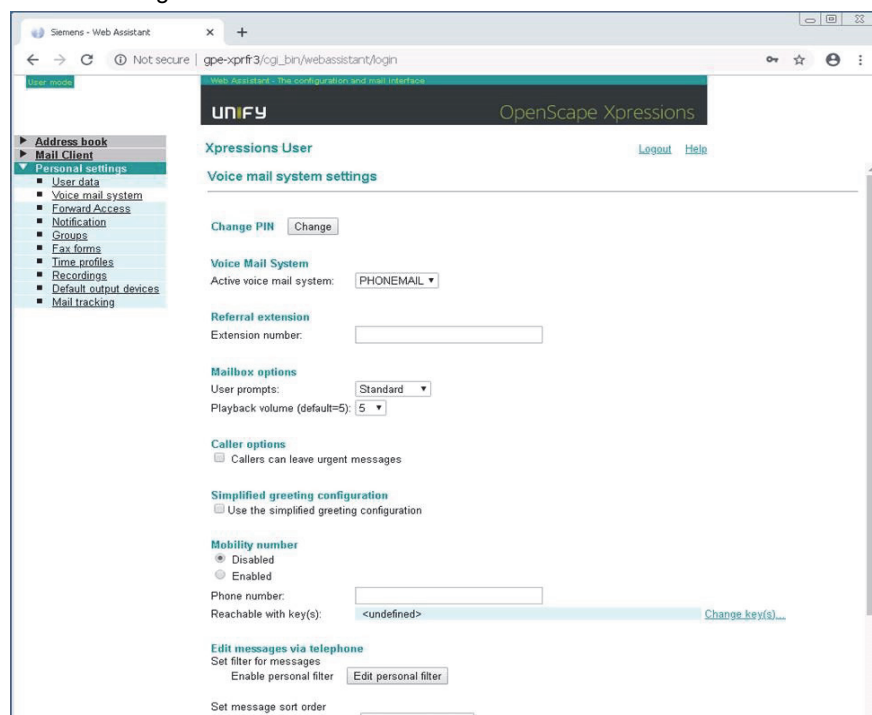 Siemens - Web Assistant
Not secure | gpe-xprfr3/cgi_bin/webassistant/login
User mode
Web Assistant - The configuration and mail interface
UNIFY OpenScape Xpressions
Address book
Mail Client
Personal settings
User data
Voice mail system
Forward Access
Notification
Groups
Fax forms
Time profiles
Recordings
Default output devices
Mail tracking
Xpressions User Logout Help
Voice mail system settings
Change PIN Change
Voice Mail System
Active voice mail system: PHONEMAIL
Referral extension
Extension number:
Mailbox options
User prompts: Standard
Playback volume (default=5): 5
Caller options
Callers can leave urgent messages
Simplified greeting configuration
Use the simplified greeting configuration
Mobility number
Disabled
Enabled
Phone number:
Reachable with key(s): <undefined> Change key(s)...
Edit messages via telephone
Set filter for messages
Enable personal filter Edit personal filter
Set message sort order